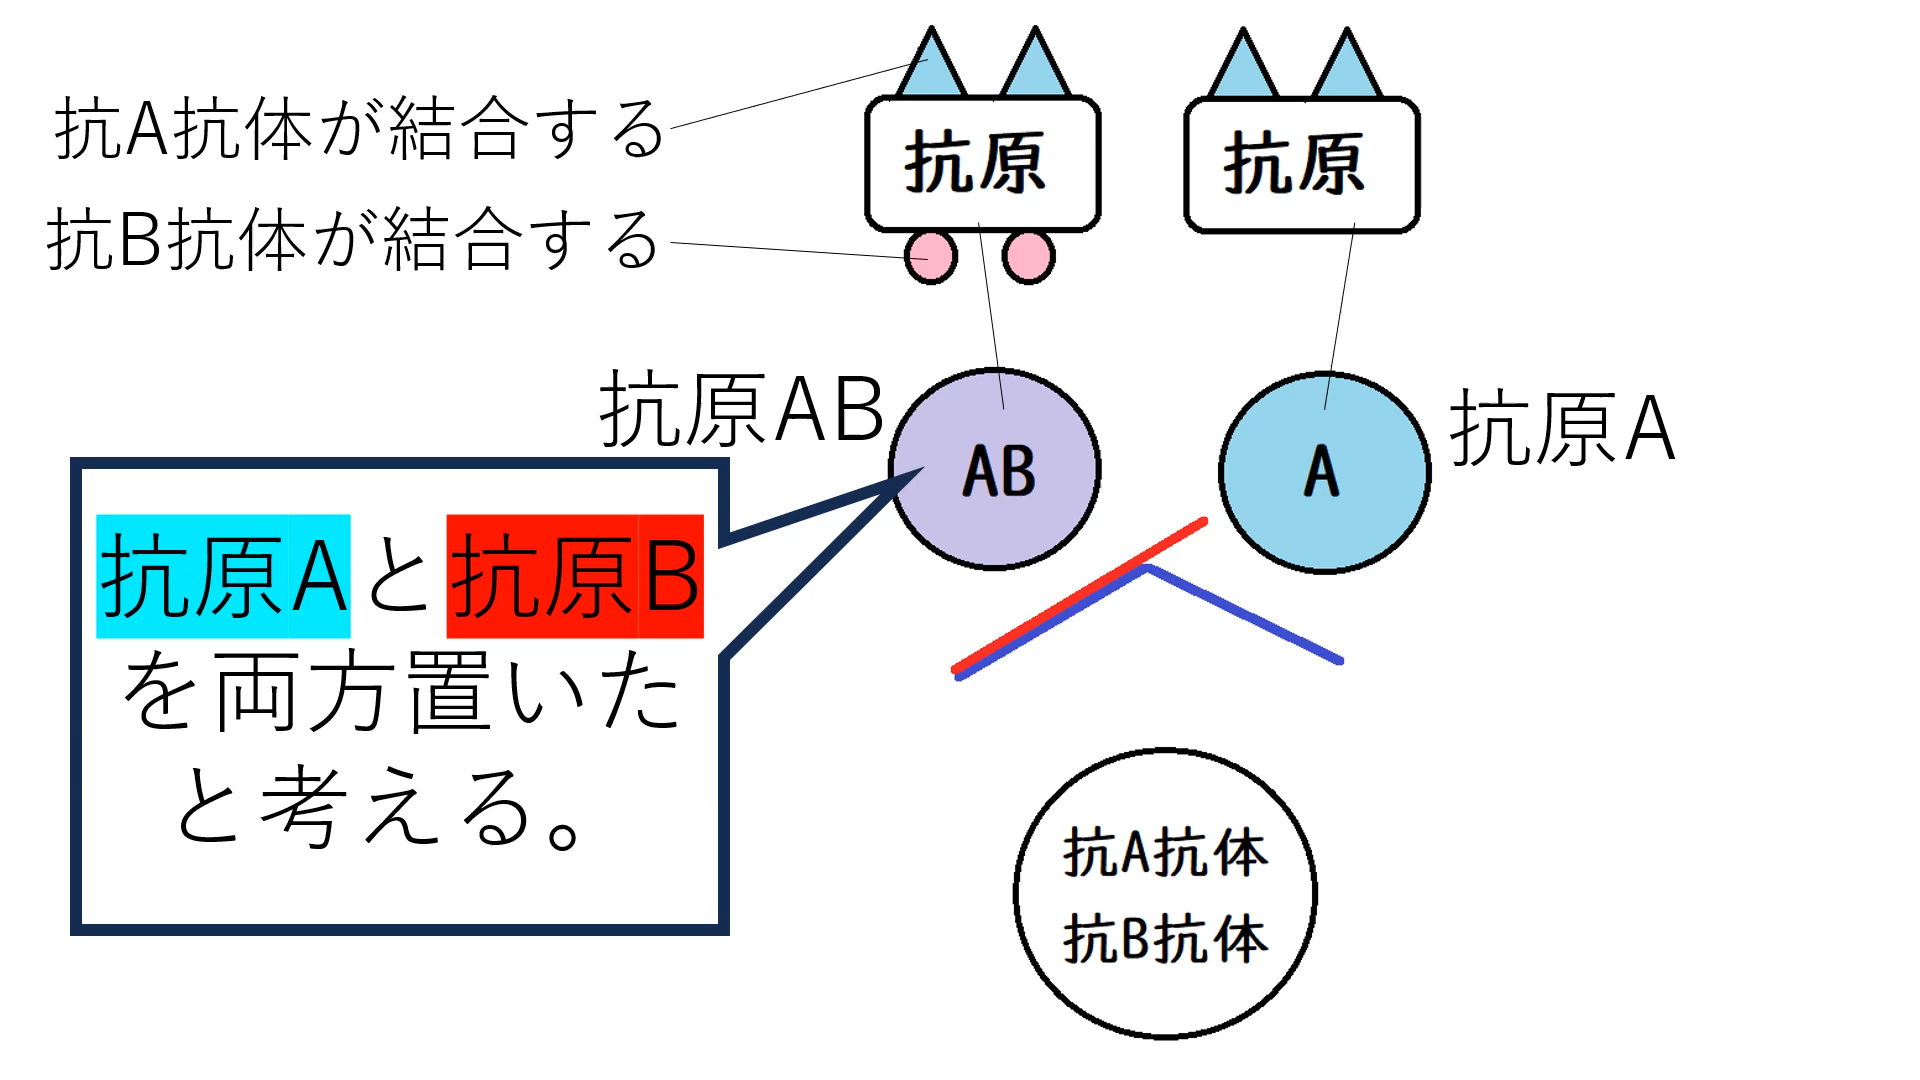 抗A抗体が結合する
抗B抗体が結合する
抗原
抗原
抗原AB
AB
A
抗原A
抗原Aと抗原B
を両方置いた
と考える。
抗A抗体
抗B抗体